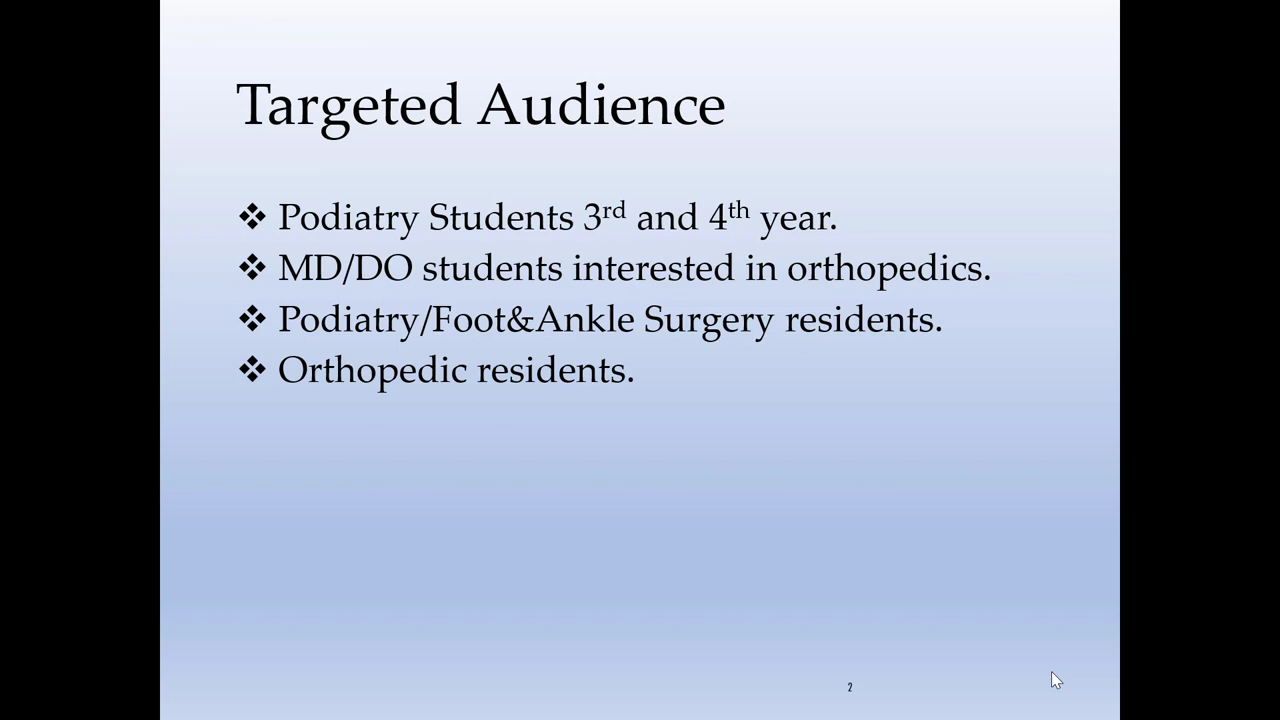 Targeted Audience
❖ Podiatry Students 3rd and 4th year.
❖ MD/DO students interested in orthopedics.
❖ Podiatry/Foot&Ankle Surgery residents.
❖ Orthopedic residents.
2